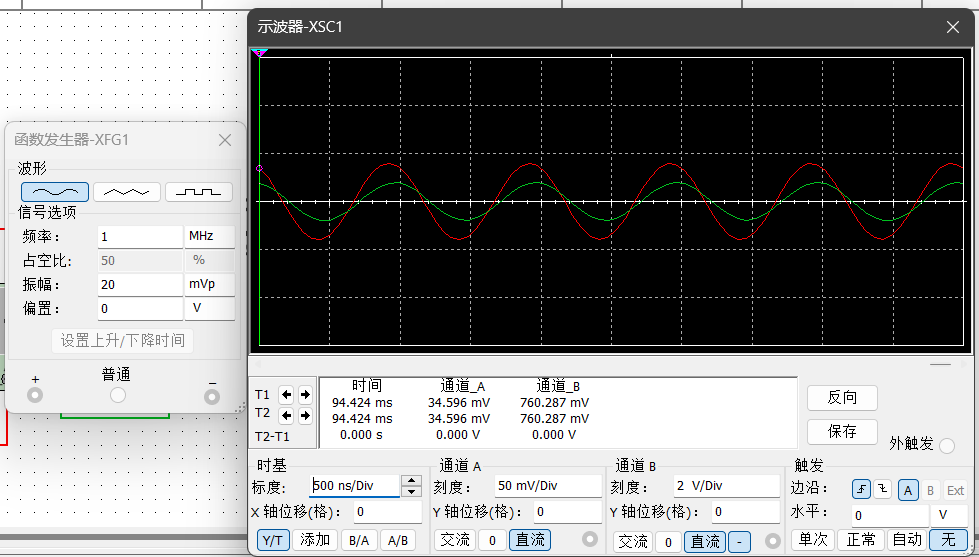 示波器-XSC1
函数发生器-XFG1
波形
信号选项
频率： 1 MHz
占空比: 50 %
振幅： 20 mVp
偏置： 0 V
设置上升/下降时间
+ 普通 −
时间 通道_A 通道_B
T1 94.424 ms 34.596 mV 760.287 mV
T2 94.424 ms 34.596 mV 760.287 mV
T2-T1 0.000 s 0.000 V 0.000 V
反向
保存
外触发
时基
标度: 500 ns/Div
X 轴位移(格)： 0
Y/T 添加 B/A A/B
通道 A
刻度： 50 mV/Div
Y 轴位移(格)： 0
交流 0 直流
通道 B
刻度： 2 V/Div
Y 轴位移(格)： 0
交流 0 直流 -
触发
边沿： A B Ext
水平： 0 V
单次 正常 自动 无